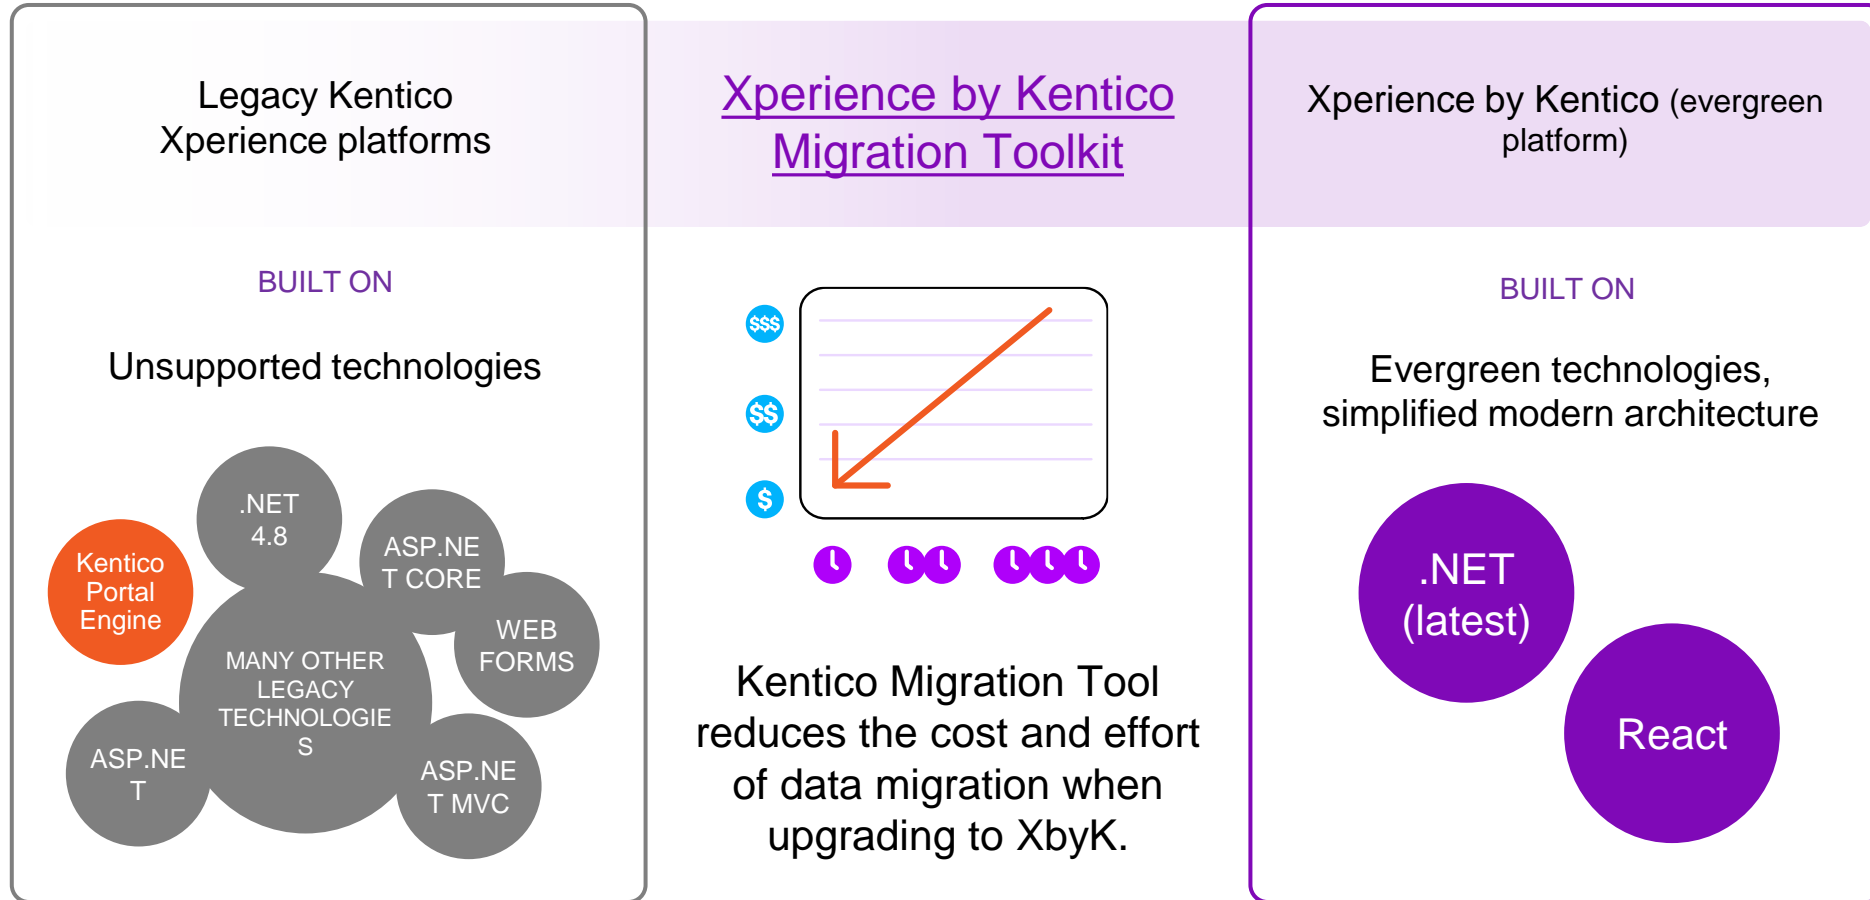 Legacy Kentico
Xperience platforms
BUILT ON
Unsupported technologies
.NET
4.8
Kentico
Portal
Engine
ASP.NE
T CORE
WEB
FORMS
MANY OTHER
LEGACY
TECHNOLOGIE
S
ASP.NE
T
ASP.NE
T MVC
Xperience by Kentico
Migration Toolkit
$$$
$$
$
Kentico Migration Tool
reduces the cost and effort
of data migration when
upgrading to XbyK.
Xperience by Kentico (evergreen
platform)
BUILT ON
Evergreen technologies,
simplified modern architecture
.NET
(latest)
React